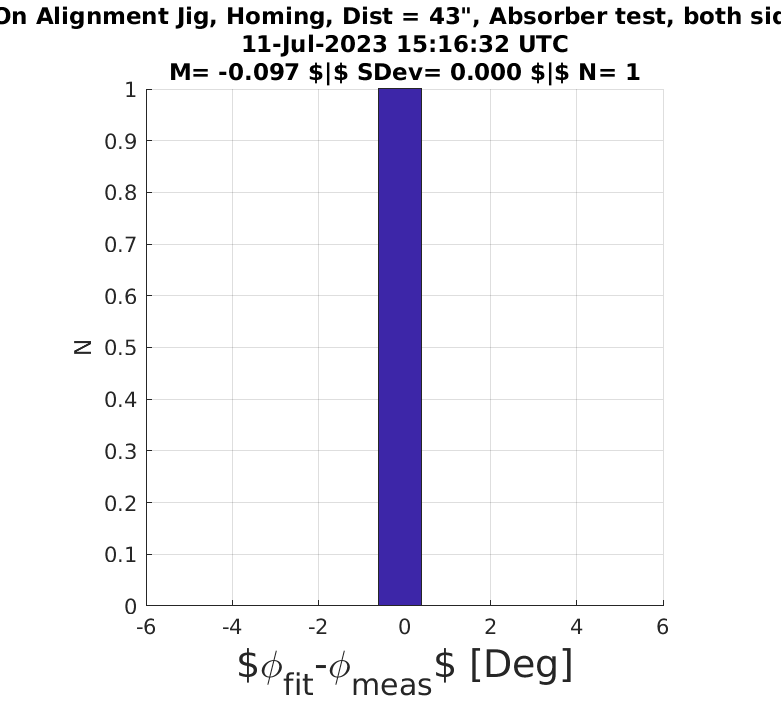 On Alignment Jig, Homing, Dist = 43", Absorber test, both
11-Jul-2023 15:16:32 UTC
M= -0.097 $|$ SDev= 0.000 $|$ N= 1
1
0.9
0.8
0.7
0.6
0.5
0.4
0.3
0.2
0.1
0
N
-6 -4 -2 0 2 4 6
$ϕfit-ϕmeas$ [Deg]